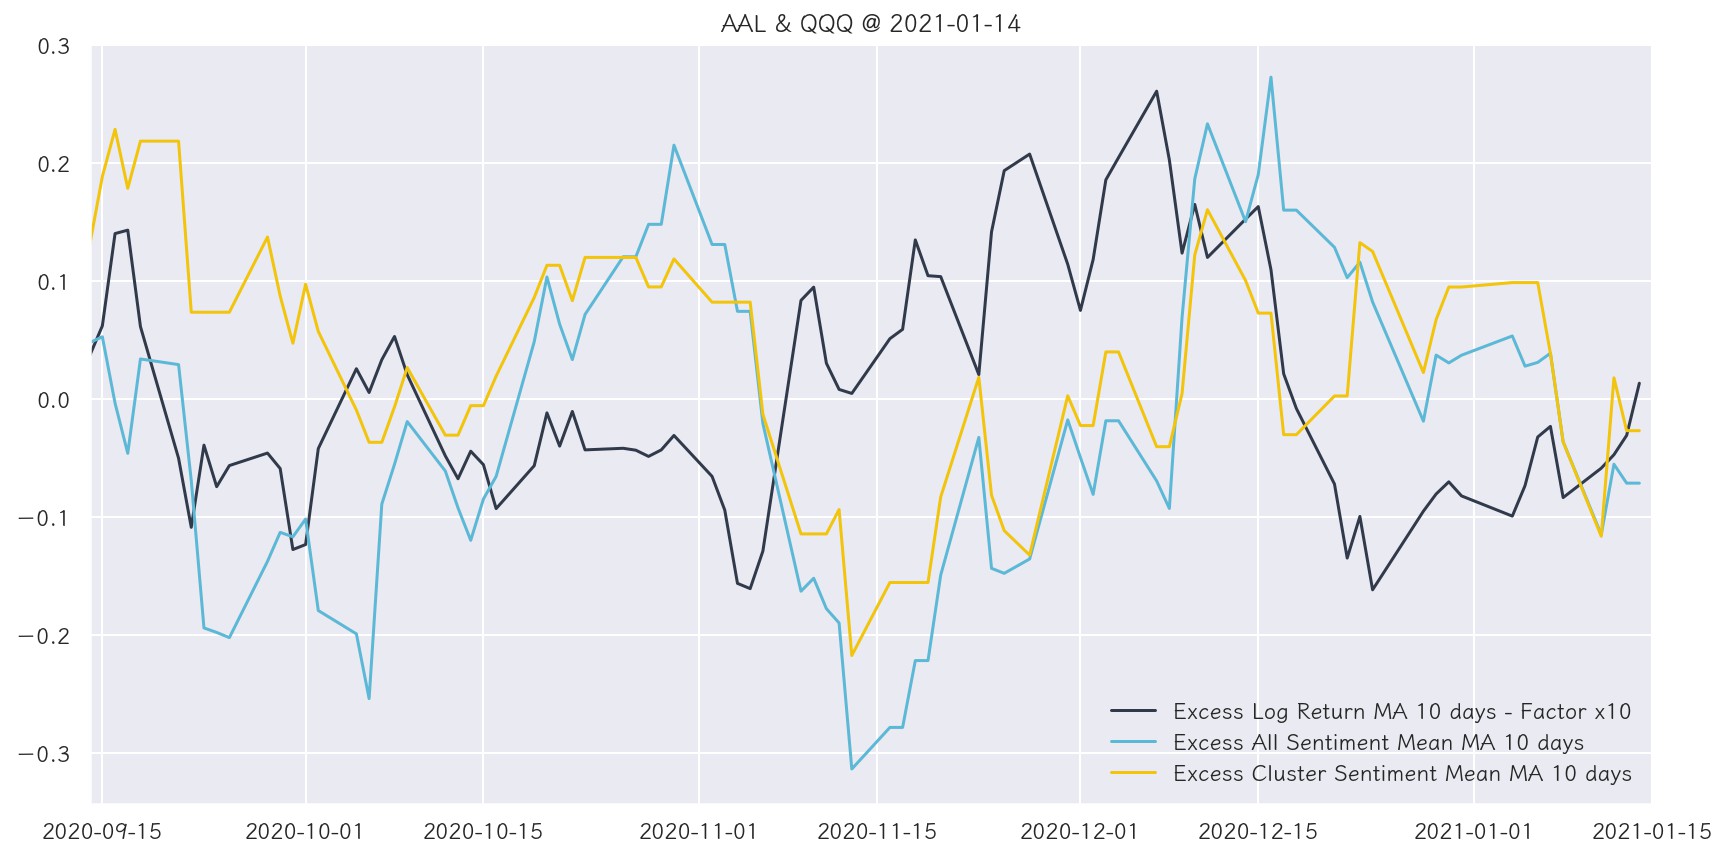 AAL & QQQ @ 2021-01-14
0.3
0.2
0.1
0.0
−0.1
−0.2
−0.3
Excess Log Return MA 10 days - Factor x10
Excess All Sentiment Mean MA 10 days
Excess Cluster Sentiment Mean MA 10 days
2020-09-15 2020-10-01 2020-10-15 2020-11-01 2020-11-15 2020-12-01 2020-12-15 2021-01-01 2021-01-15